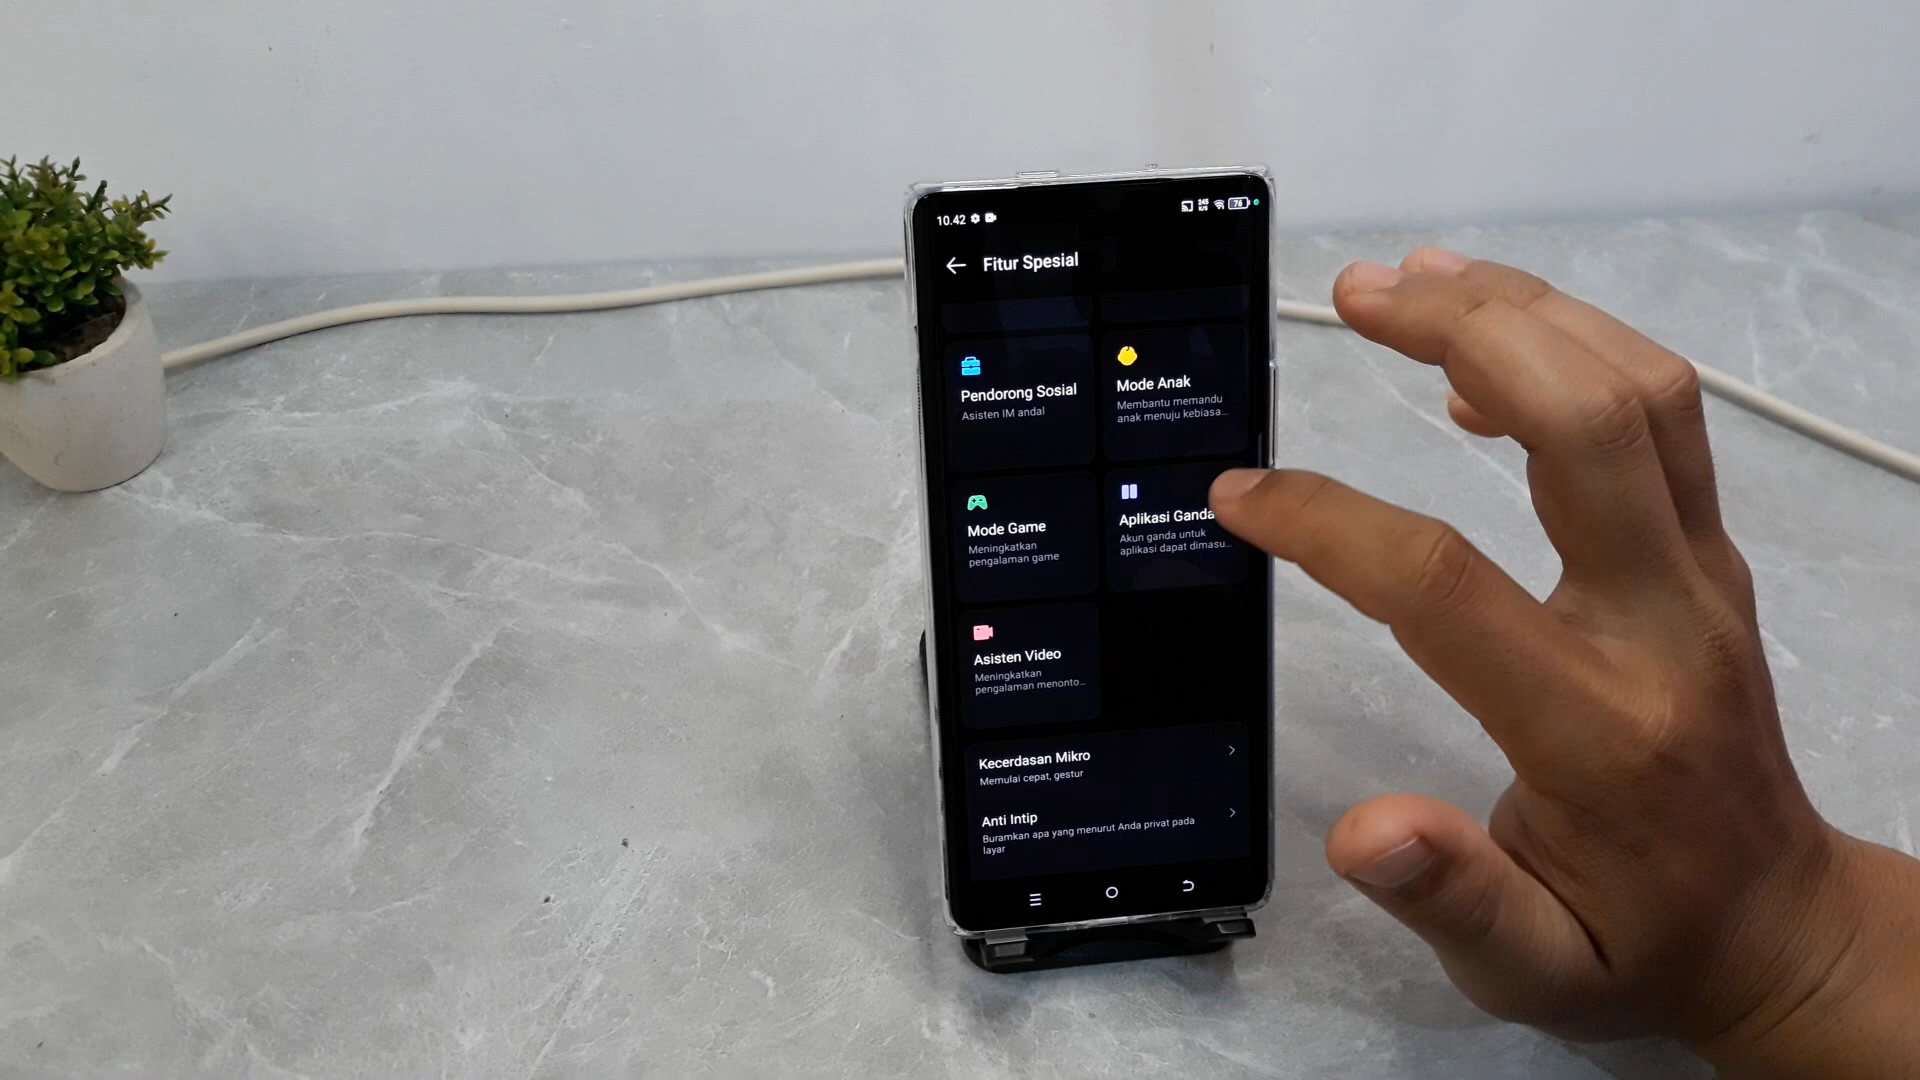 10.42
245
K/S
76
Fitur Spesial
Pendorong Sosial
Asisten IM andal
Mode Anak
Membantu memandu
anak menuju kebiasa...
Mode Game
Meningkatkan
pengalaman game
Aplikasi Ganda
Akun ganda untuk
aplikasi dapat dimasu...
Asisten Video
Meningkatkan
pengalaman menonto...
Kecerdasan Mikro
Memulai cepat, gestur
Anti Intip
Buramkan apa yang menurut Anda privat pada
layar